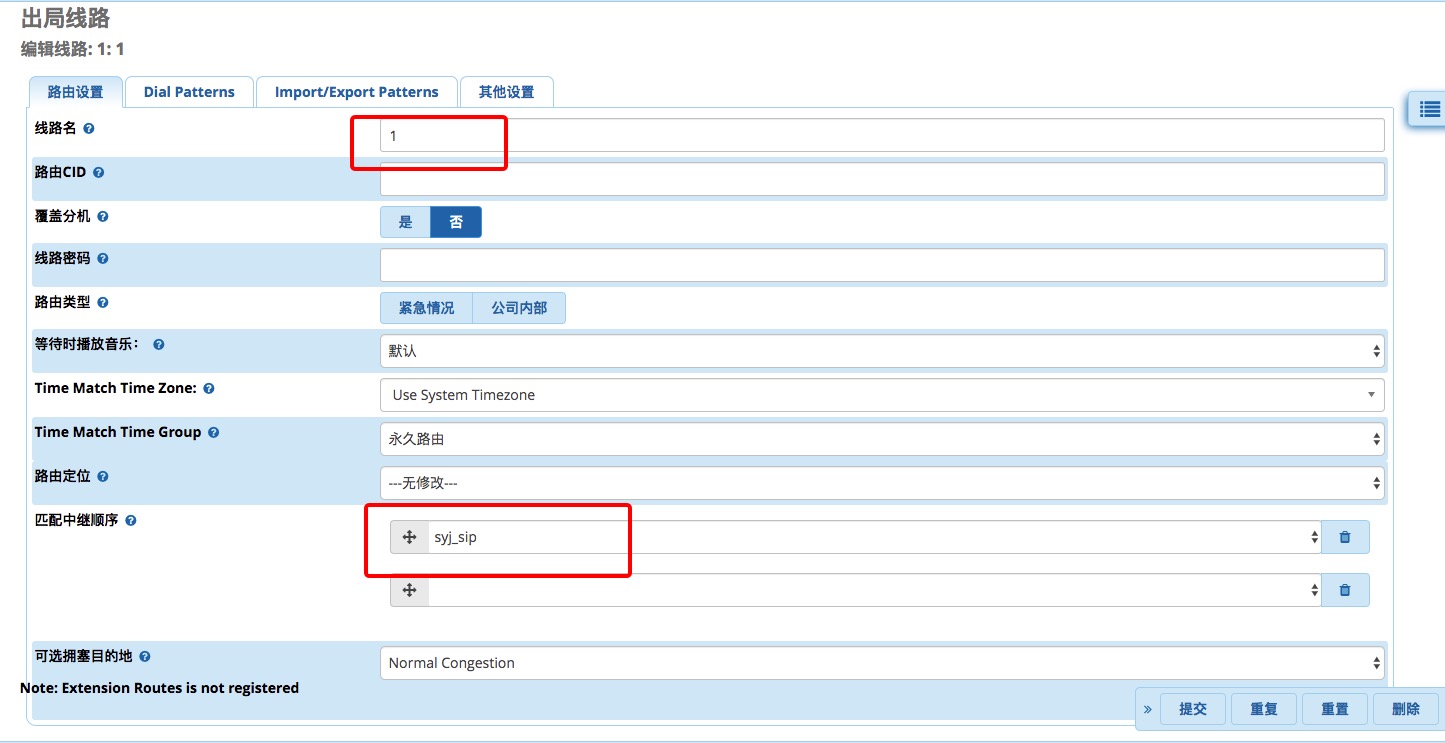 出局线路
编辑线路: 1: 1
路由设置 Dial Patterns Import/Export Patterns 其他设置
线路名 1
路由CID
覆盖分机 是 否
线路密码
路由类型 紧急情况 公司内部
等待时播放音乐： 默认
Time Match Time Zone: Use System Timezone
Time Match Time Group 永久路由
路由定位 ---无修改---
匹配中继顺序 syj_sip
可选拥塞目的地 Normal Congestion
Note: Extension Routes is not registered
» 提交 重复 重置 删除